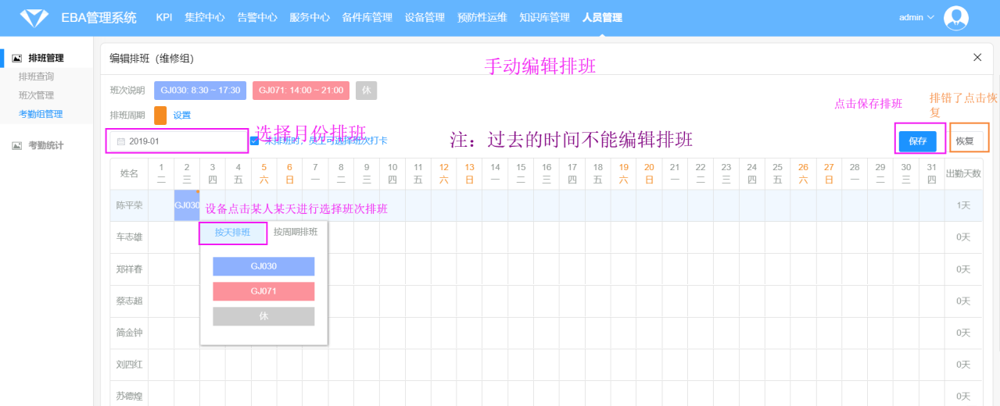 EBA管理系统 KPI 集控中心 告警中心 服务中心 备件库管理 设备管理 预防性运维 知识库管理 人员管理 admin
排班管理
排班查询
班次管理
考勤组管理
考勤统计
编辑排班（维修组）
手动编辑排班
班次说明 GJ030: 8:30 ~ 17:30 GJ071: 14:00 ~ 21:00 休
点击保存排班
排错了点击恢
复
排班周期 设置
选择月份排班
2019-01 未排班时，员工可选择班次打卡
注：过去的时间不能编辑排班
保存 恢复
姓名 1 2 3 4 5 6 7 8 9 10 11 12 13 14 15 16 17 18 19 20 21 22 23 24 25 26 27 28 29 30 31 出勤天数
二 三 四 五 六 日 一 二 三 四 五 六 日 一 二 三 四 五 六 日 一 二 三 四 五 六 日 一 二 三 四
陈平荣 GJ030 1天
设备点击某人某天进行选择班次排班
按天排班 按周期排班
车志雄 0天
GJ030
郑祥春 0天
GJ071
蔡志超 0天
休
简金钟 0天
刘四红 0天
苏德煌 0天